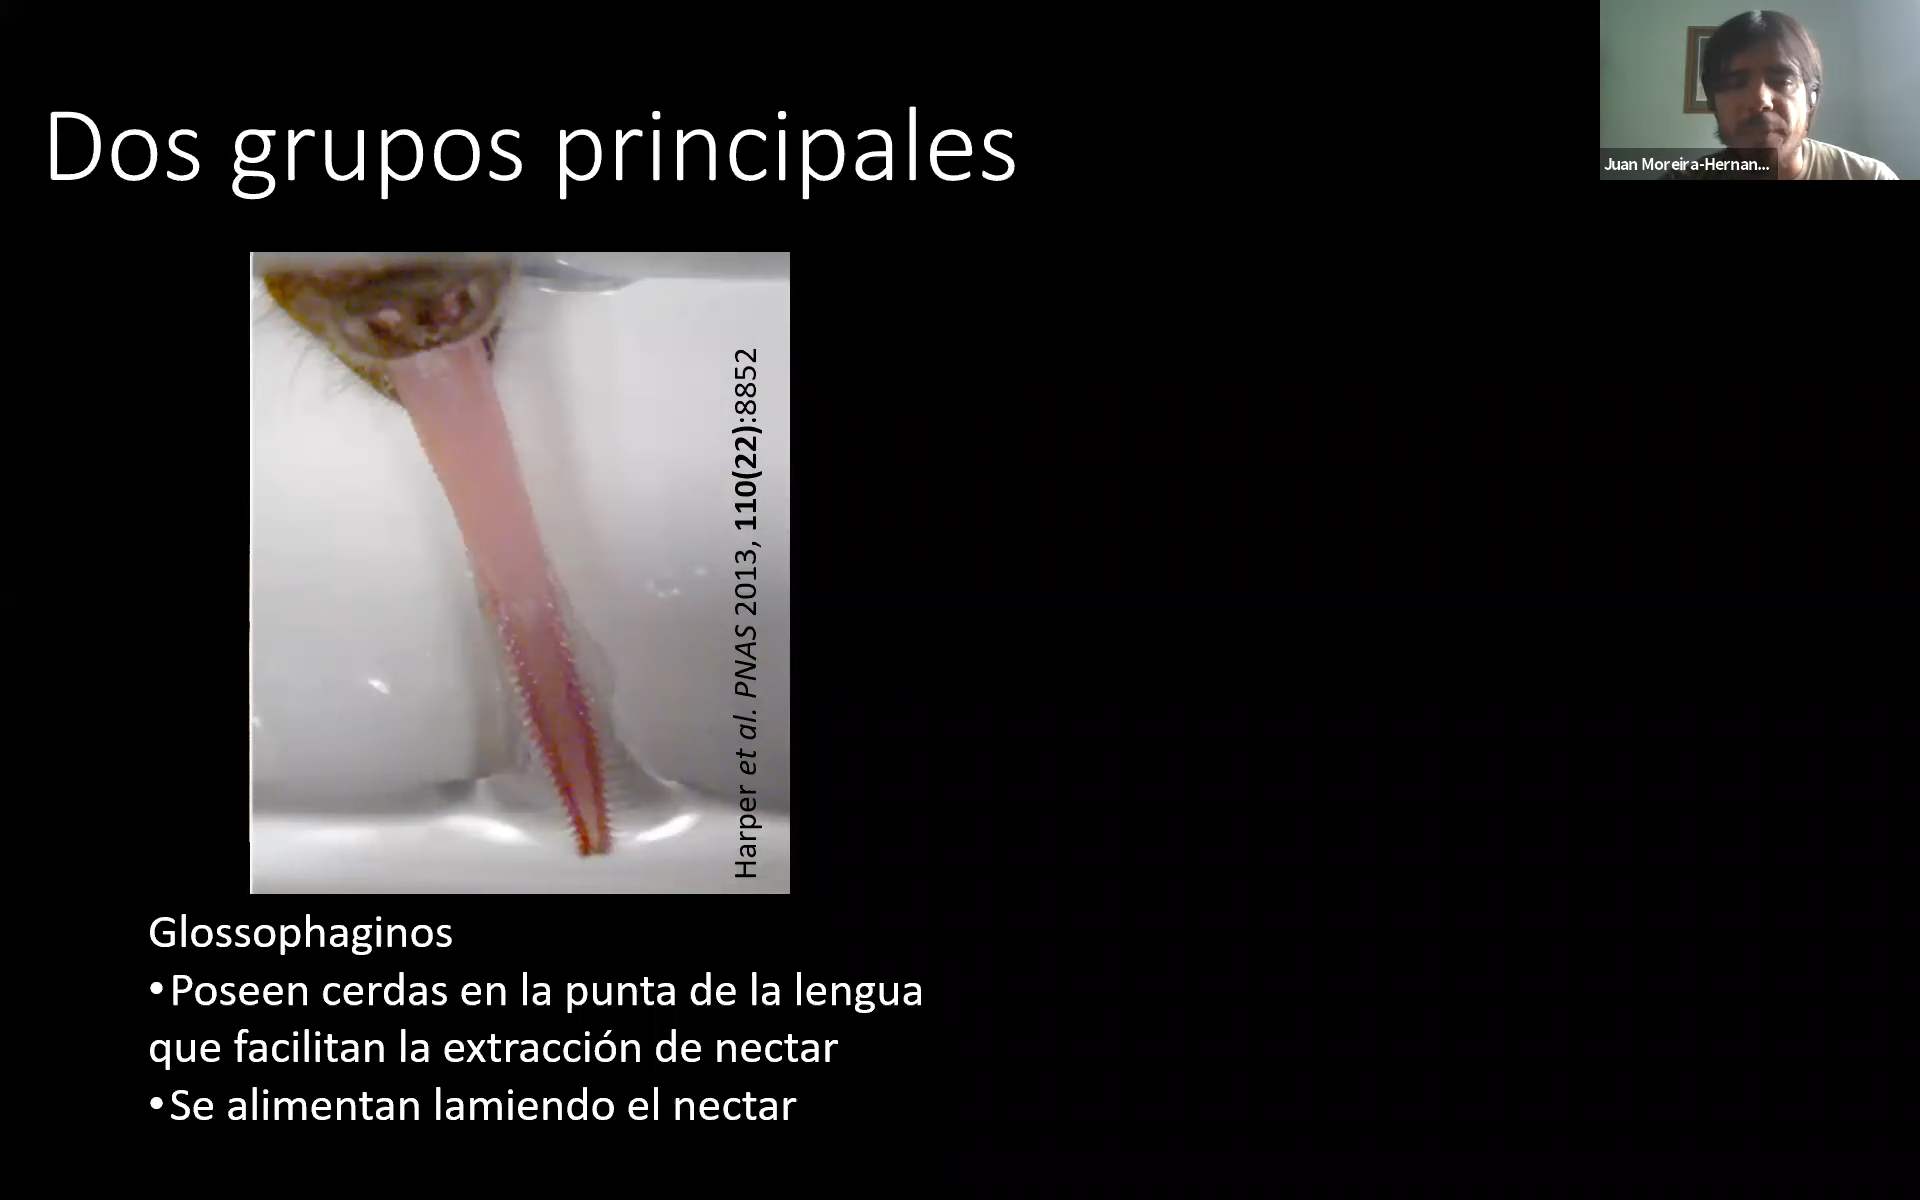 Dos grupos principales
Juan Moreira-Hernan...
Harper et al. PNAS 2013, 110(22):8852
Glossophaginos
•Poseen cerdas en la punta de la lengua
que facilitan la extracción de nectar
•Se alimentan lamiendo el nectar